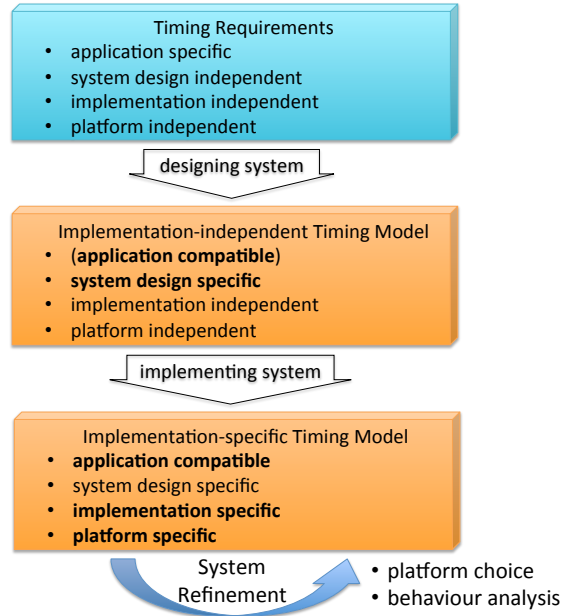 Timing Requirements
• application specific
• system design independent
• implementation independent
• platform independent
designing system
Implementation-independent Timing Model
• (application compatible)
• system design specific
• implementation independent
• platform independent
implementing system
Implementation-specific Timing Model
• application compatible
• system design specific
• implementation specific
• platform specific
System
Refinement
• platform choice
• behaviour analysis